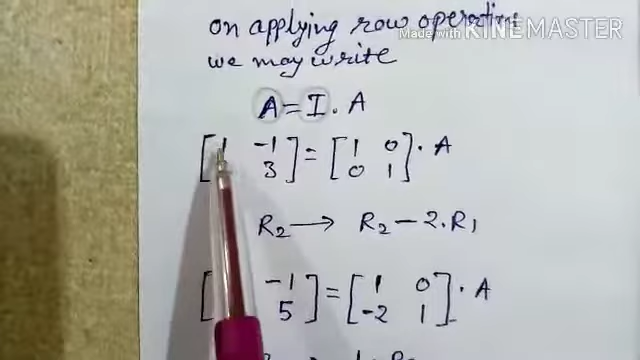 on applying row operations
Made with KINEMASTER
we may write
A = I . A
[1 -1 = [1 0 ] . A
3] 0 1
R2 → R2 - 2.R1
[ -1 = [1 0 ] . A
5] -2 1